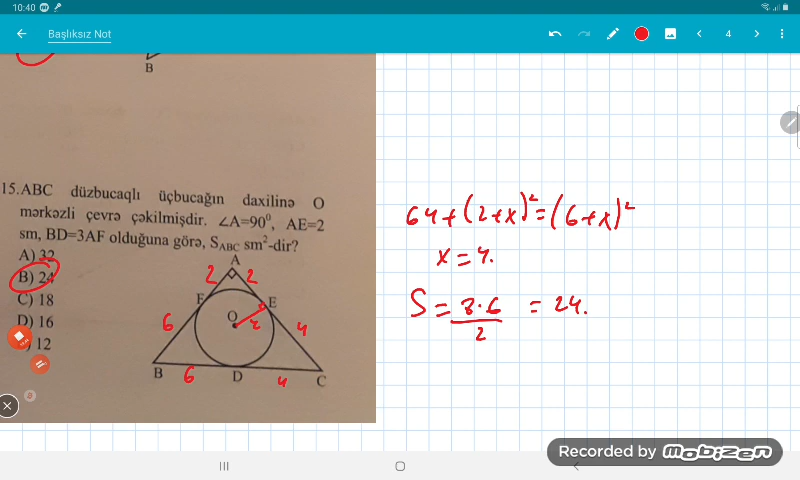 10:40
Başlıksız Not
4
B
15.ABC düzbucaqlı üçbucağın daxilinə O
mərkəzli çevrə çəkilmişdir. ∠A=90⁰, AE=2
sm, BD=3AF olduğuna görə, S_ABC sm²-dir?
A) 32
B) 24
C) 18
D) 16
) 12
A
2 2
F E
O
r
6 4
B D C
6 4
64+(2+x)²=(6+x)²
x=4.
S=8·6/2=24.
Recorded by mobizen